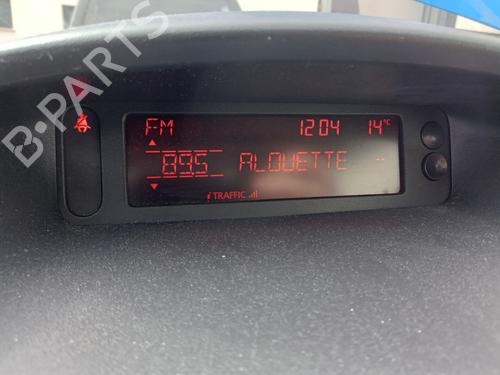 B-PARTS
FM 12 04 14°C
89.5 ALOUETTE --
i TRAFFIC